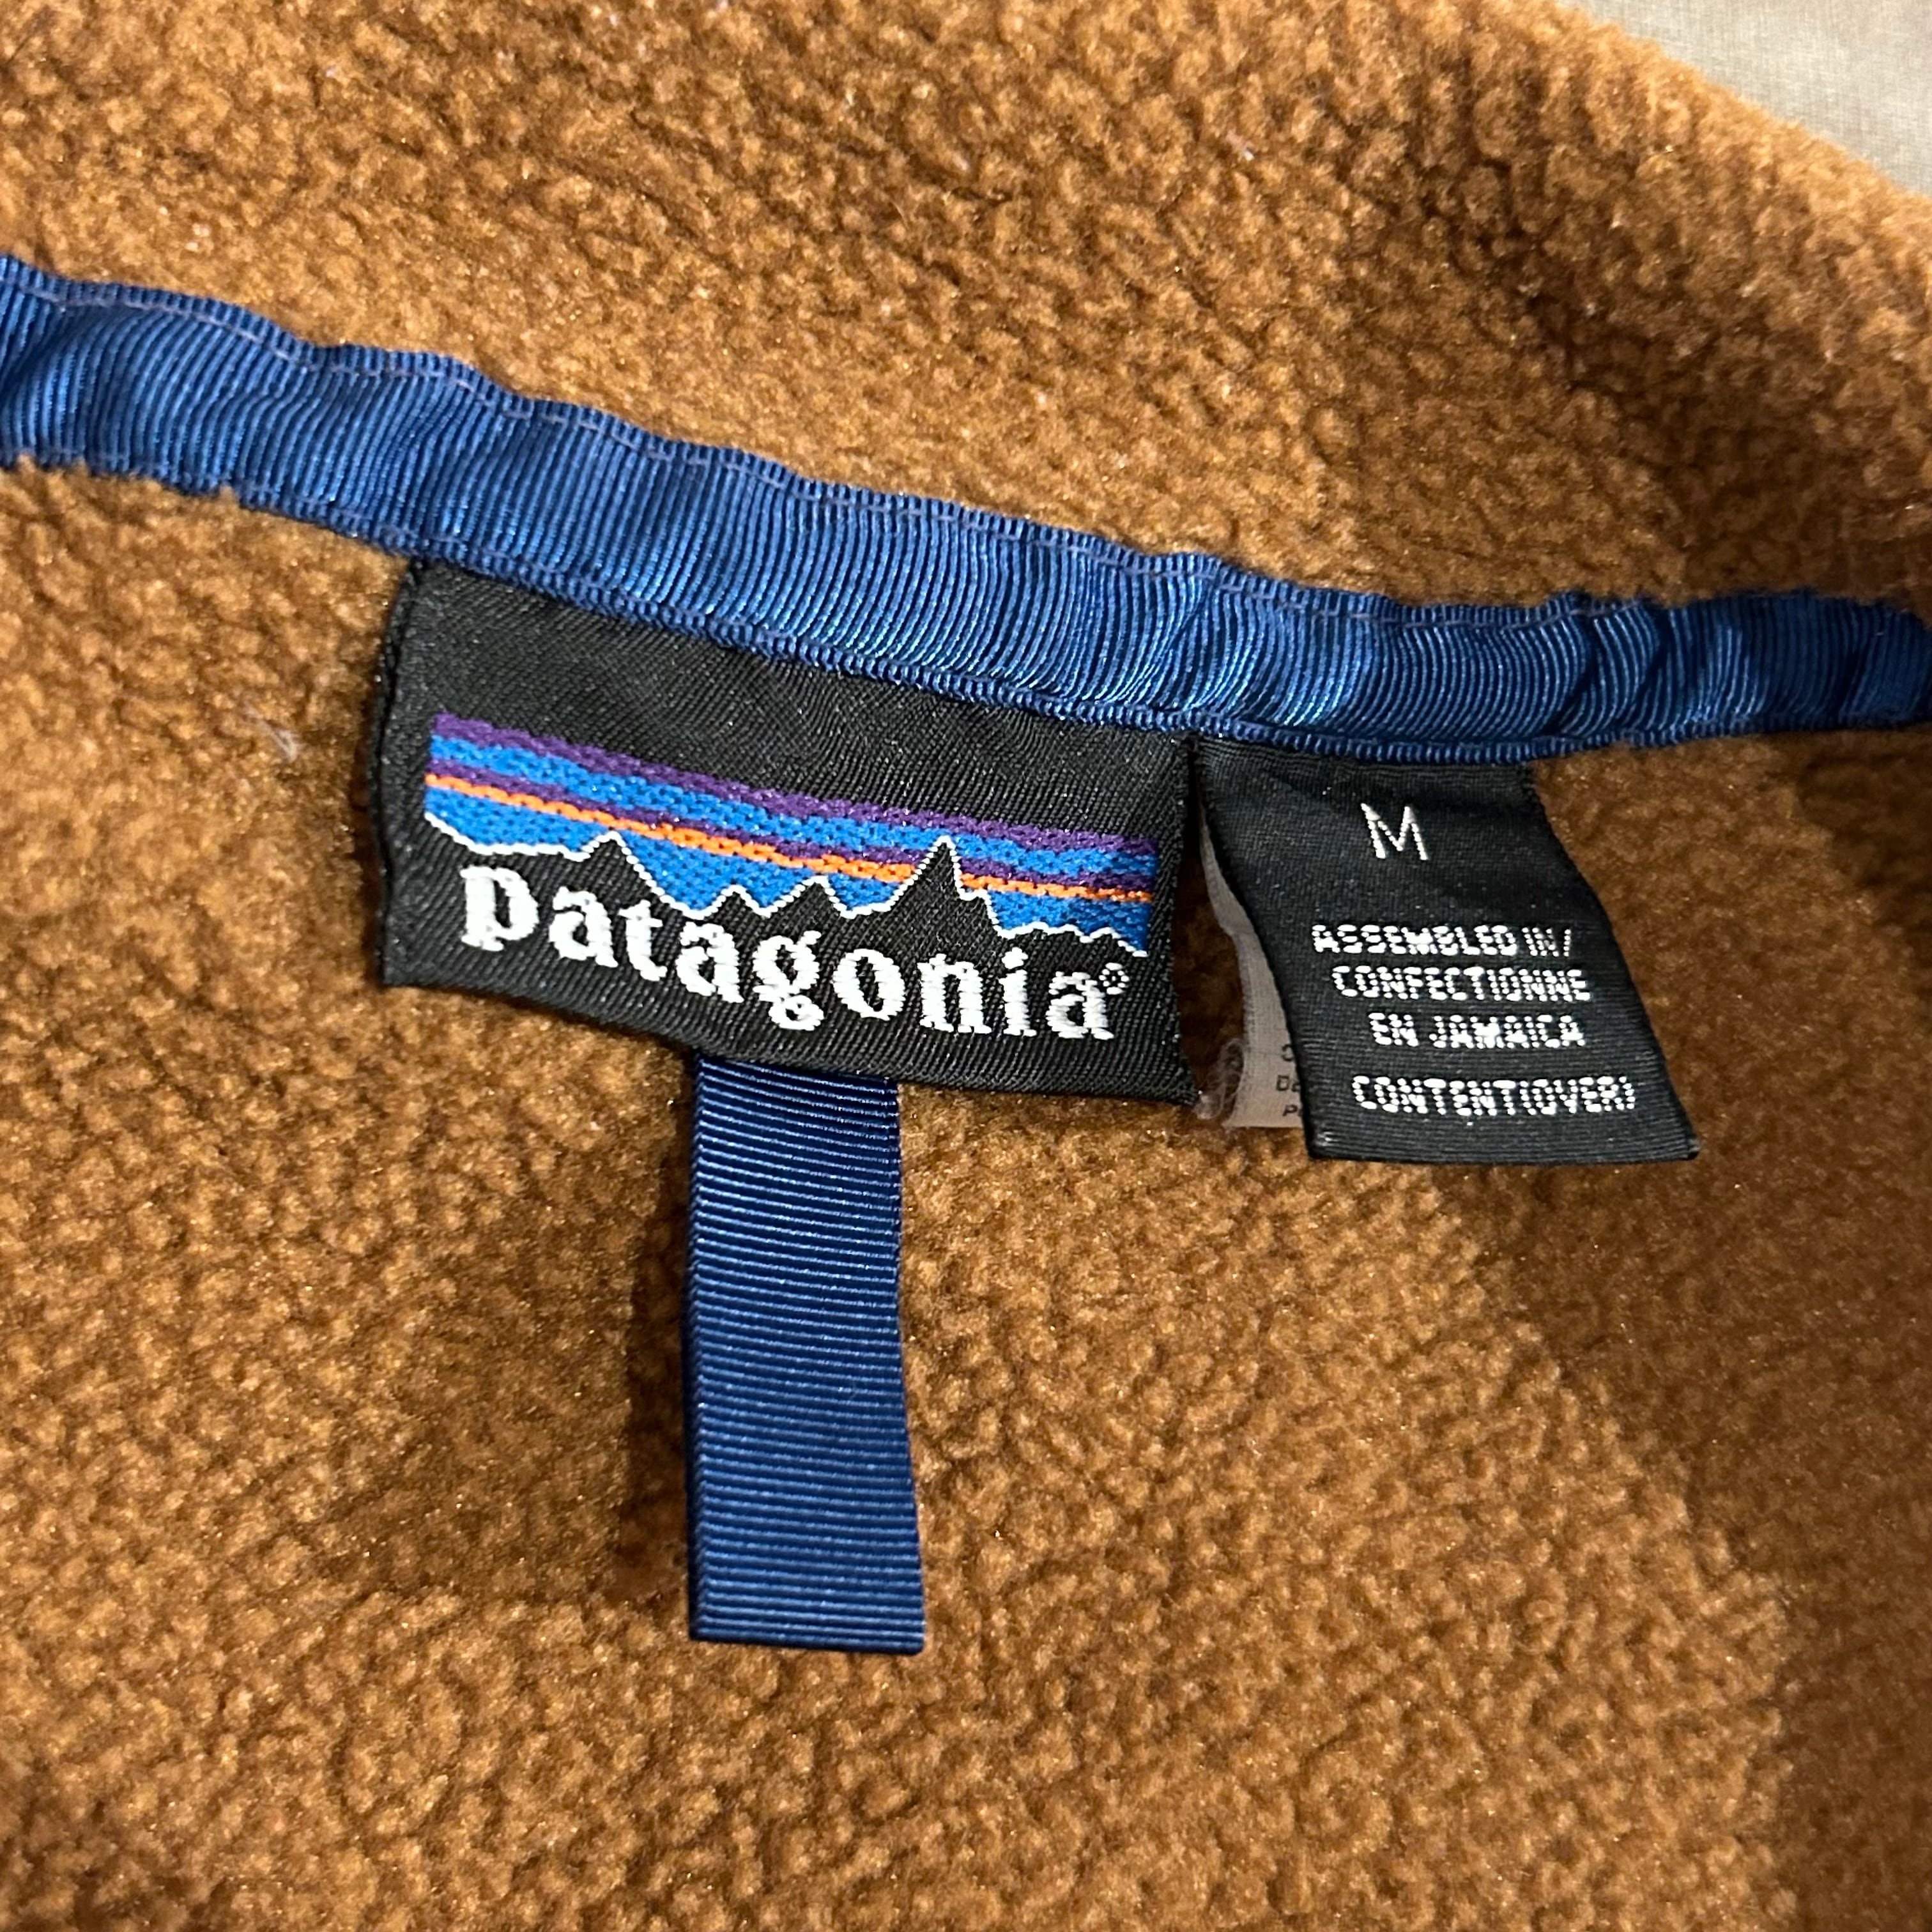 patagonia®
M
ASSEMBLED IN/
CONFECTIONNE
EN JAMAICA
CONTENT(OVER)